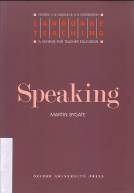 LANGUAGE
TEACHING
A SCHEME FOR TEACHER EDUCATION
Speaking
MARTIN BYGATE
OXFORD UNIVERSITY PRESS